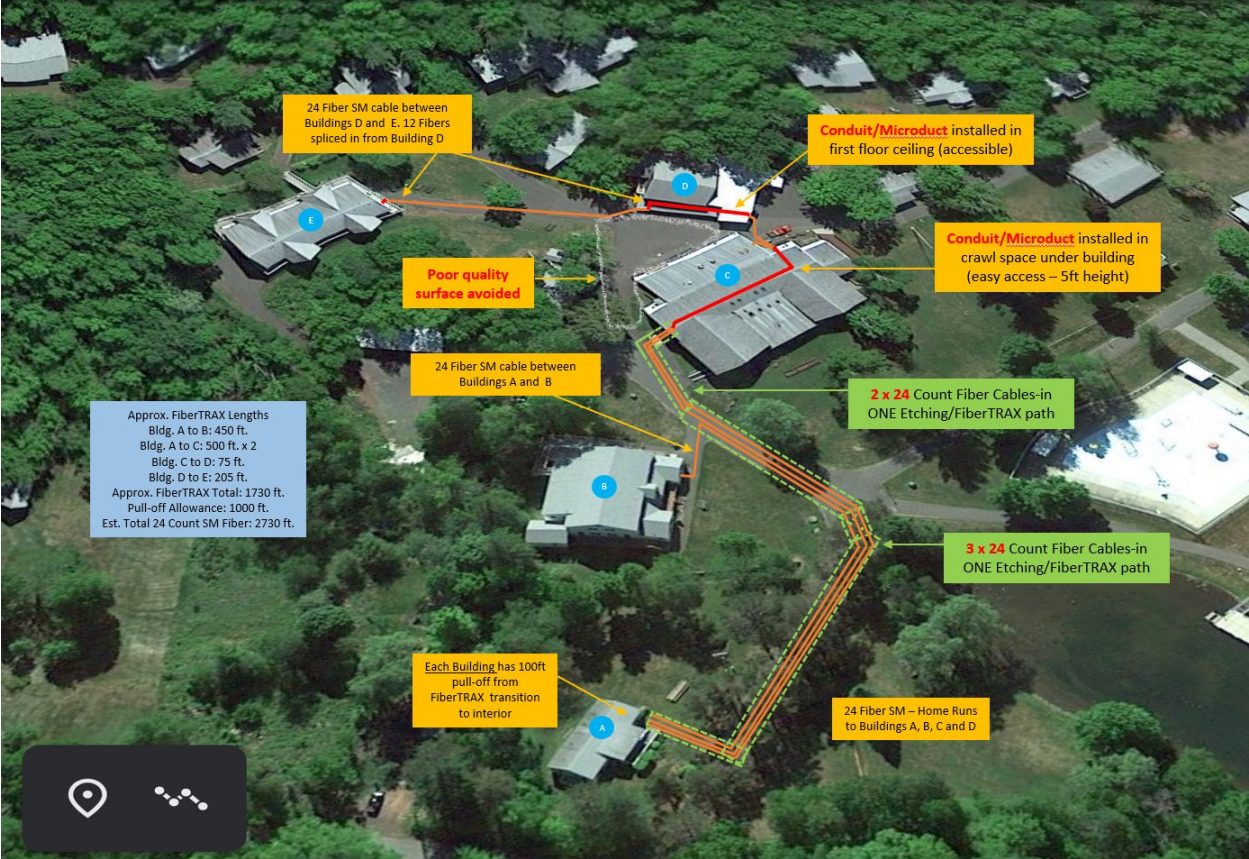 24 Fiber SM cable between
Buildings D and E. 12 Fibers
spliced in from Building D
Conduit/Microduct installed in
first floor ceiling (accessible)
D
E
Conduit/Microduct installed in
crawl space under building
(easy access – 5ft height)
Poor quality
surface avoided
C
24 Fiber SM cable between
Buildings A and B
2 x 24 Count Fiber Cables-in
ONE Etching/FiberTRAX path
Approx. FiberTRAX Lengths
Bldg. A to B: 450 ft.
Bldg. A to C: 500 ft. x 2
Bldg. C to D: 75 ft.
Bldg. D to E: 205 ft.
Approx. FiberTRAX Total: 1730 ft.
Pull-off Allowance: 1000 ft.
Est. Total 24 Count SM Fiber: 2730 ft.
B
3 x 24 Count Fiber Cables-in
ONE Etching/FiberTRAX path
Each Building has 100ft
pull-off from
FiberTRAX transition
to interior
A
24 Fiber SM – Home Runs
to Buildings A, B, C and D